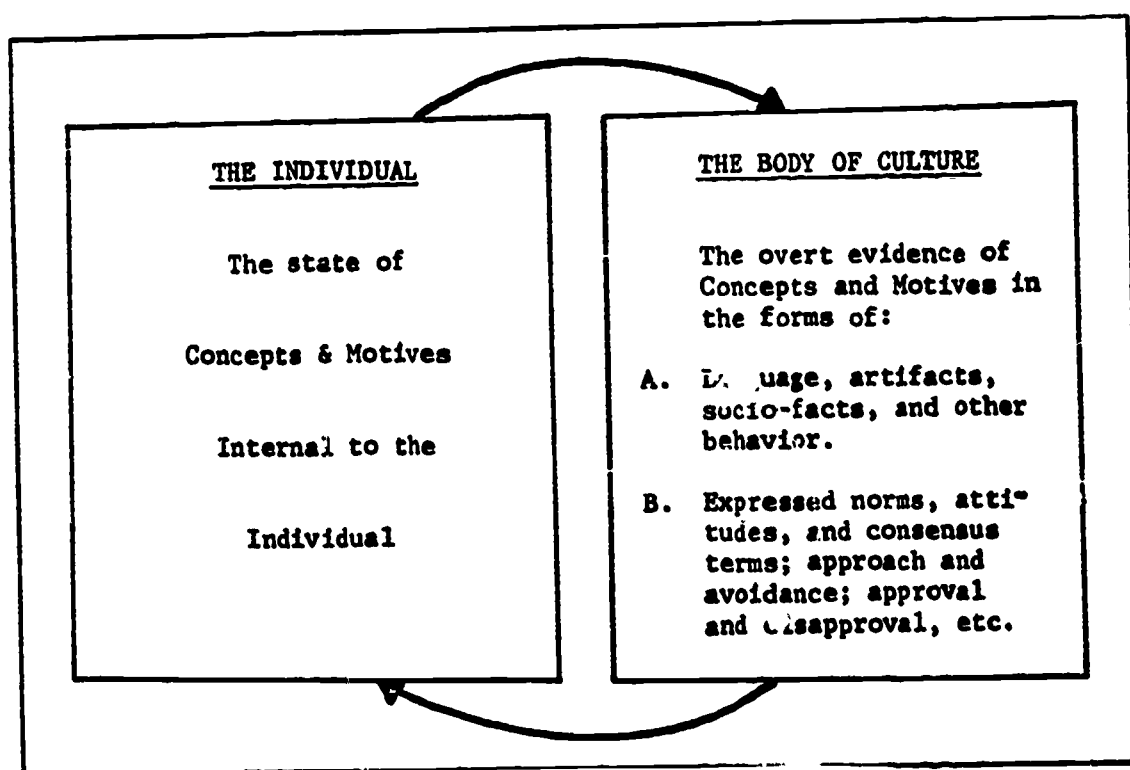 THE INDIVIDUAL
The state of
Concepts & Motives
Internal to the
Individual
THE BODY OF CULTURE
The overt evidence of
Concepts and Motives in
the forms of:
A. artifacts,
socio-facts, and other
behavior.
B. Expressed norms, atti-
tudes, and consensus
terms; approach and
avoidance; approval
and disapproval, etc.